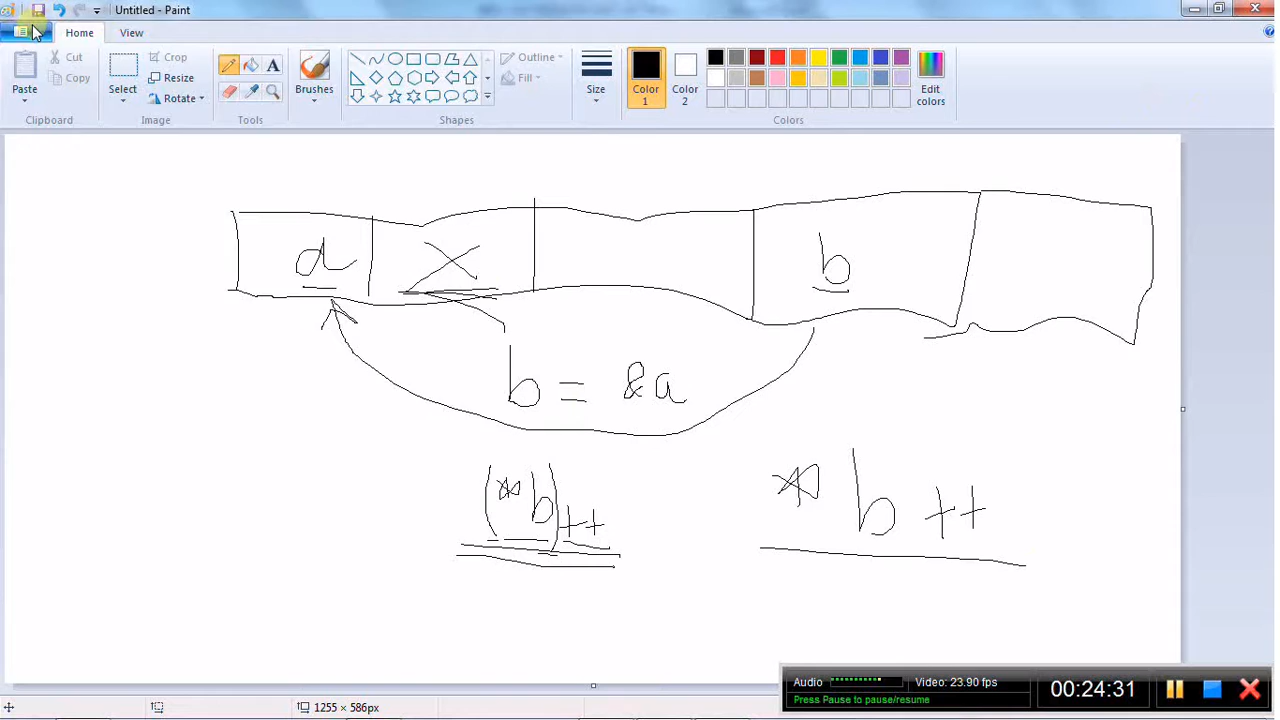 Untitled - Paint
Home View
Paste
Cut
Copy
Clipboard
Select
Crop
Resize
Rotate
Image
A
Tools
Brushes
Outline
Fill
Shapes
Size
Color 1
Color 2
Edit colors
Colors
a x b
b = &a
(*b)++ *b++
1225 × 580px
Audio Video: 23.90 fps
Press Pause to pause/resume
00:24:31